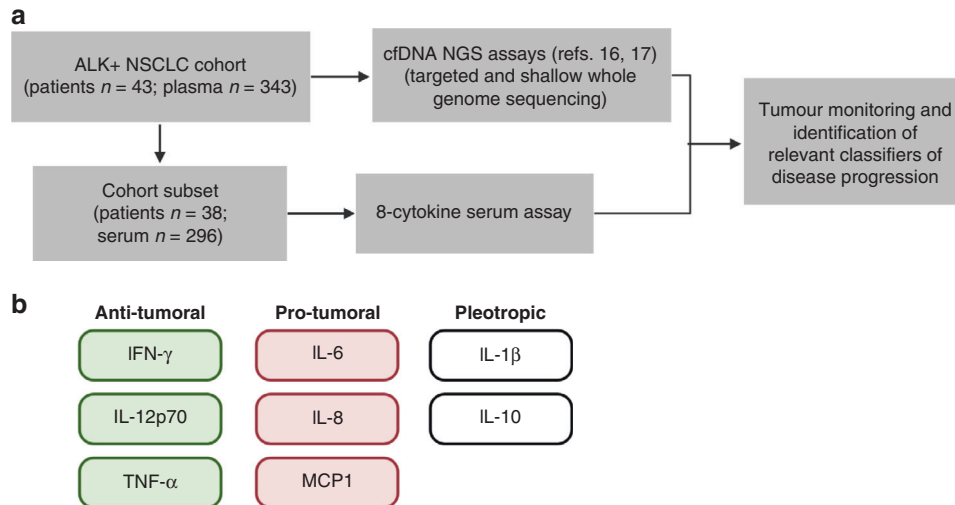 a
ALK+ NSCLC cohort
(patients n = 43; plasma n = 343)
cfDNA NGS assays (refs. 16, 17)
(targeted and shallow whole
genome sequencing)
Tumour monitoring and
identification of
relevant classifiers of
disease progression
Cohort subset
(patients n = 38;
serum n = 296)
8-cytokine serum assay
b
Anti-tumoral
Pro-tumoral
Pleotropic
IFN-γ
IL-6
IL-1β
IL-12p70
IL-8
IL-10
TNF-α
MCP1